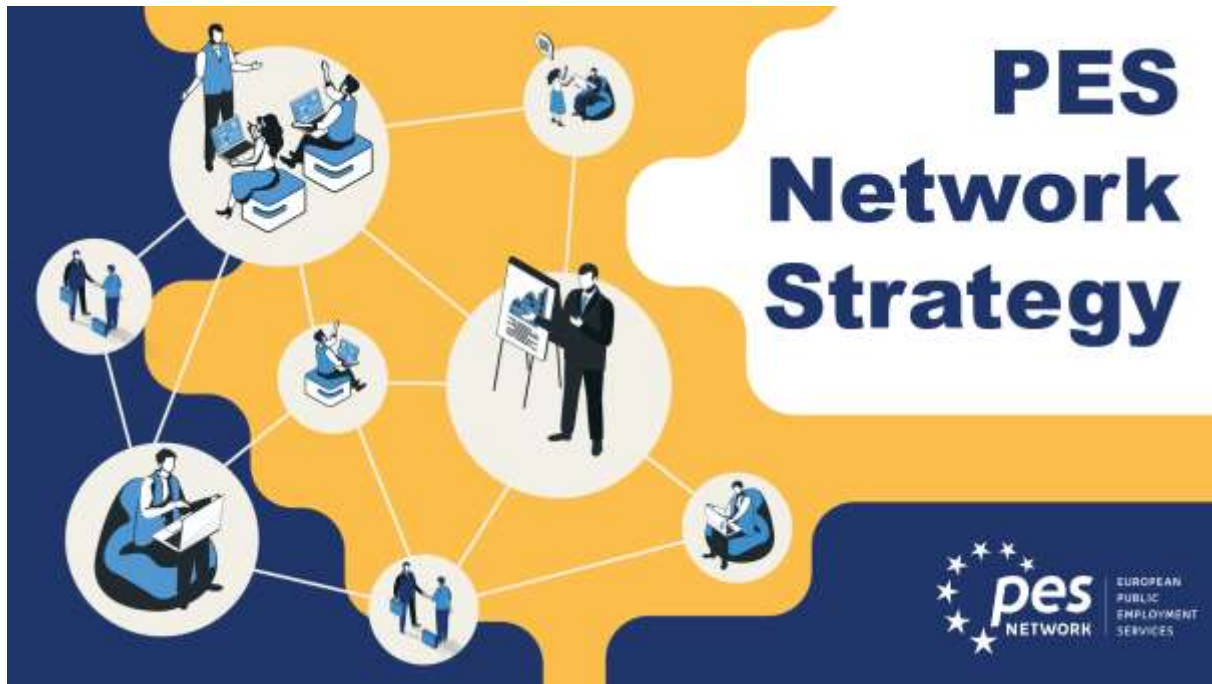 PES
Network
Strategy
pes
NETWORK
EUROPEAN
PUBLIC
EMPLOYMENT
SERVICES